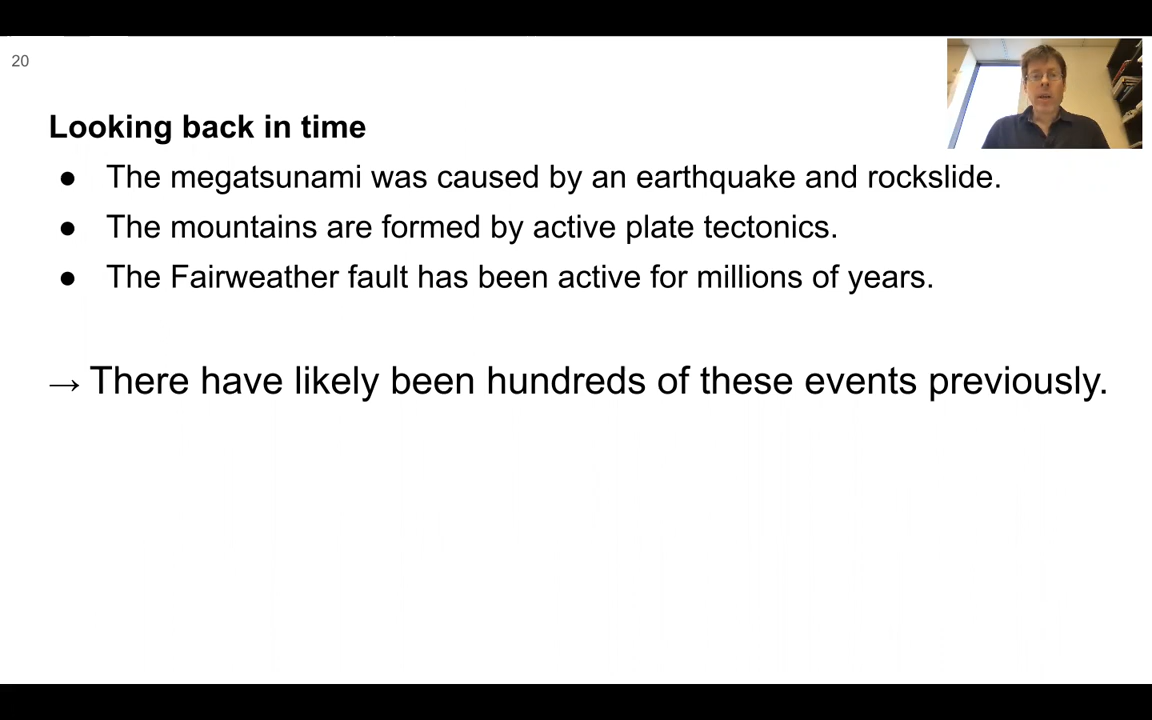 20
Looking back in time
● The megatsunami was caused by an earthquake and rockslide.
● The mountains are formed by active plate tectonics.
● The Fairweather fault has been active for millions of years.
→ There have likely been hundreds of these events previously.